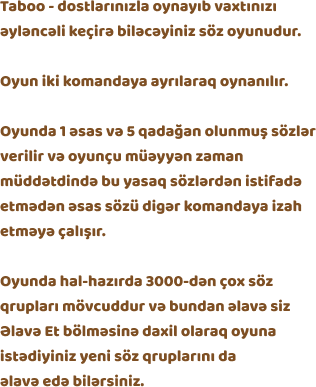 Taboo - dostlarınızla oynayıb vaxtınızı
əyləncəli keçirə biləcəyiniz söz oyunudur.
Oyun iki komandaya ayrılaraq oynanılır.
Oyunda 1 əsas və 5 qadağan olunmuş sözlər
verilir və oyunçu müəyyən zaman
müddətdində bu yasaq sözlərdən istifadə
etmədən əsas sözü digər komandaya izah
etməyə çalışır.
Oyunda hal-hazırda 3000-dən çox söz
qrupları mövcuddur və bundan əlavə siz
Əlavə Et bölməsinə daxil olaraq oyuna
istədiyiniz yeni söz qruplarını da
əlavə edə bilərsiniz.